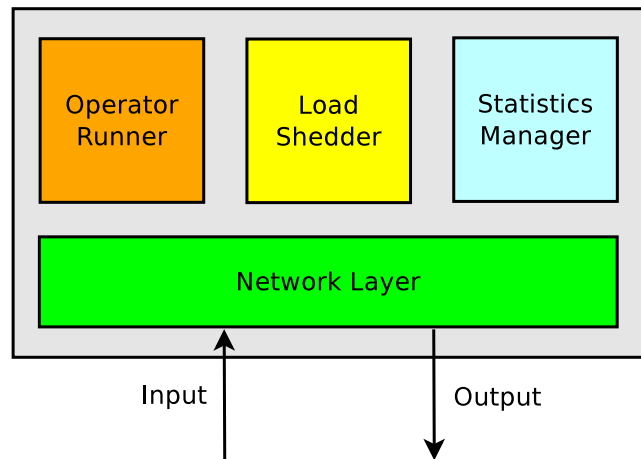 Operator
Runner
Load
Shedder
Statistics
Manager
Network Layer
Input
Output